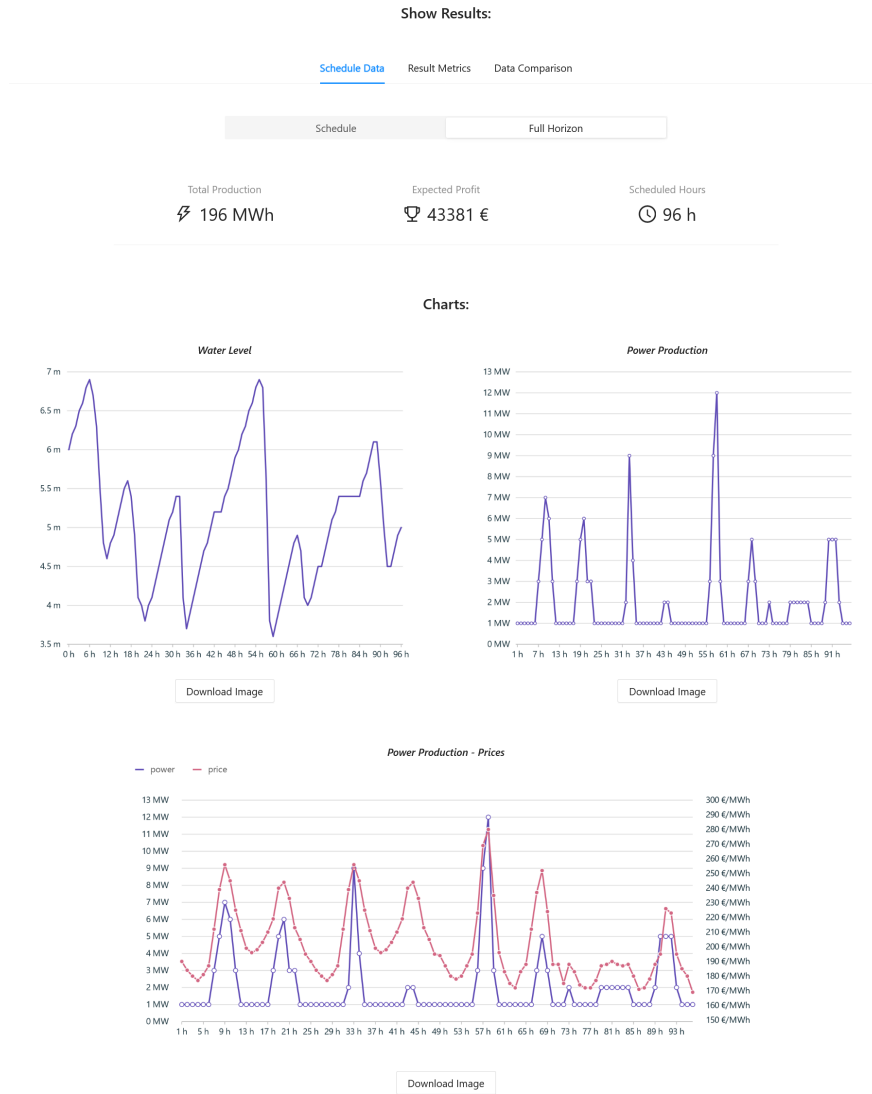 Show Results:
Schedule Data Result Metrics Data Comparison
Schedule Full Horizon
Total Production Expected Profit Scheduled Hours
196 MWh 43381 € 96 h
Charts:
Water Level
7 m
6.5 m
6 m
5.5 m
5 m
4.5 m
4 m
3.5 m
0 h 6 h 12 h 18 h 24 h 30 h 36 h 42 h 48 h 54 h 60 h 66 h 72 h 78 h 84 h 90 h 96 h
Download Image
Power Production
13 MW
12 MW
11 MW
10 MW
9 MW
8 MW
7 MW
6 MW
5 MW
4 MW
3 MW
2 MW
1 MW
0 MW
1 h 7 h 13 h 19 h 25 h 31 h 37 h 43 h 49 h 55 h 61 h 67 h 73 h 79 h 85 h 91 h
Download Image
Power Production - Prices
power price
13 MW
12 MW
11 MW
10 MW
9 MW
8 MW
7 MW
6 MW
5 MW
4 MW
3 MW
2 MW
1 MW
0 MW
300 €/MWh
290 €/MWh
280 €/MWh
270 €/MWh
260 €/MWh
250 €/MWh
240 €/MWh
230 €/MWh
220 €/MWh
210 €/MWh
200 €/MWh
190 €/MWh
180 €/MWh
170 €/MWh
160 €/MWh
150 €/MWh
1 h 5 h 9 h 13 h 17 h 21 h 25 h 29 h 33 h 37 h 41 h 45 h 49 h 53 h 57 h 61 h 65 h 69 h 73 h 77 h 81 h 85 h 89 h 93 h
Download Image